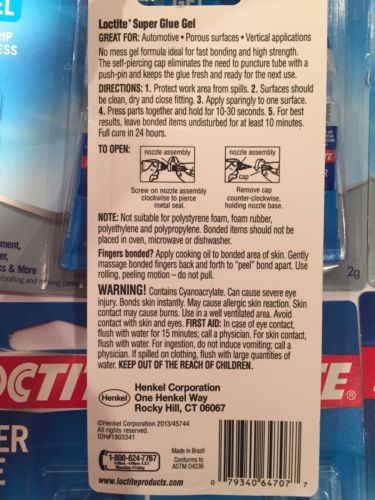 GEL
EL
RIP
ESS
Loctite® Super Glue Gel
GREAT FOR: Automotive • Porous surfaces • Vertical applications
No mess gel formula ideal for fast bonding and high strength.
The self-piercing cap eliminates the need to puncture tube with a
push-pin and keeps the glue fresh and ready for the next use.
DIRECTIONS: 1. Protect work area from spills. 2. Surfaces should
be clean, dry and close fitting. 3. Apply sparingly to one surface.
4. Press parts together and hold for 10-30 seconds. 5. For best
results, leave bonded items undisturbed for at least 10 minutes.
Full cure in 24 hours.
TO OPEN:
nozzle assembly
nozzle assembly
cap
Screw on nozzle assembly
clockwise to pierce
metal seal.
Remove cap
counter-clockwise,
holding nozzle base.
NOTE: Not suitable for polystyrene foam, foam rubber,
polyethylene and polypropylene. Bonded items should not be
placed in oven, microwave or dishwasher.
Fingers bonded? Apply cooking oil to bonded area of skin. Gently
massage bonded fingers back and forth to "peel" bond apart. Use
rolling, peeling motion – do not pull.
WARNING! Contains Cyanoacrylate. Can cause severe eye
injury. Bonds skin instantly. May cause allergic skin reaction. Skin
contact may cause burns. Use in a well ventilated area. Avoid
contact with skin and eyes. FIRST AID: In case of eye contact,
flush with water for 15 minutes; call a physician. For skin contact,
flush with water. For ingestion, do not induce vomiting; call a
physician. If spilled on clothing, flush with large quantities of
water. KEEP OUT OF THE REACH OF CHILDREN.
Henkel
Henkel Corporation
One Henkel Way
Rocky Hill, CT 06067
©Henkel Corporation 2013/45744
All rights reserved.
IDH#1803341
1-800-624-7767
Monday-Friday
www.loctiteproducts.com
Made in Brazil
Conforms to
ASTM D4236
0 79340 64707 7
2g
cs & More
OCTITE